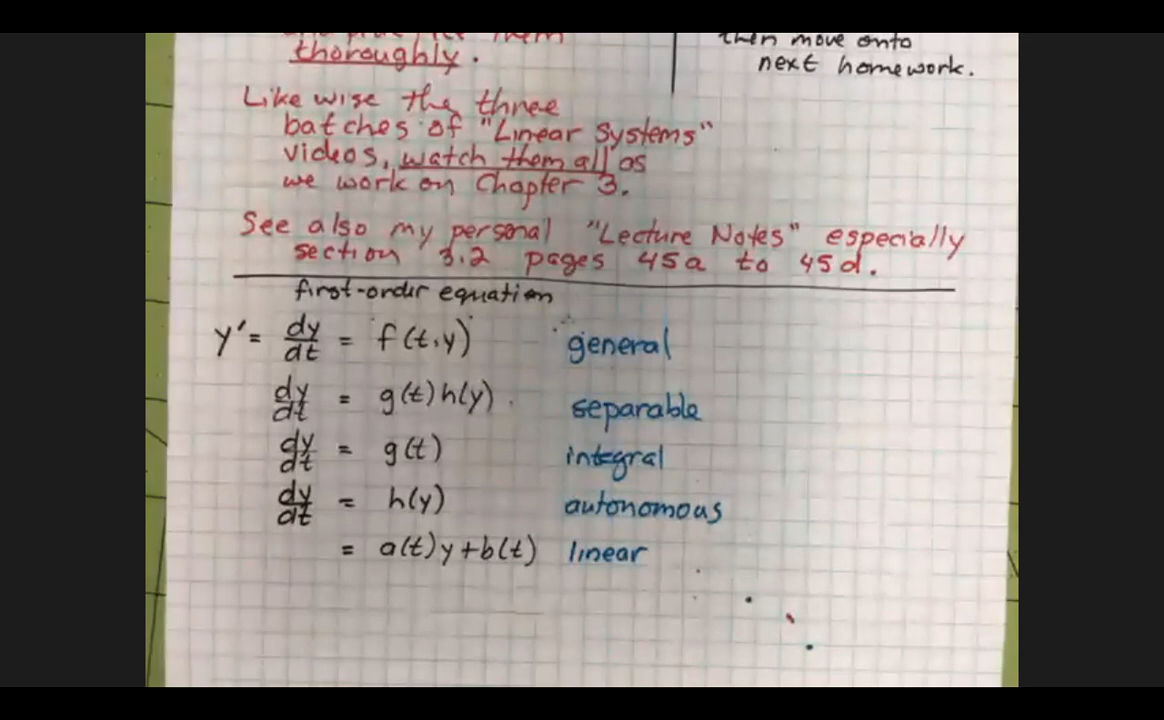 them
thoroughly.
then move onto
next homework.
Likewise the three
batches of "Linear Systems"
videos, watch them all as
we work on Chapter 3.
See also my personal "Lecture Notes" especially
section 3.2 pages 45a to 45d.
first-order equation
y' = dy/dt = f(t,y) general
dy/dt = g(t)h(y) separable
dy/dt = g(t) integral
dy/dt = h(y) autonomous
= a(t)y+b(t) linear